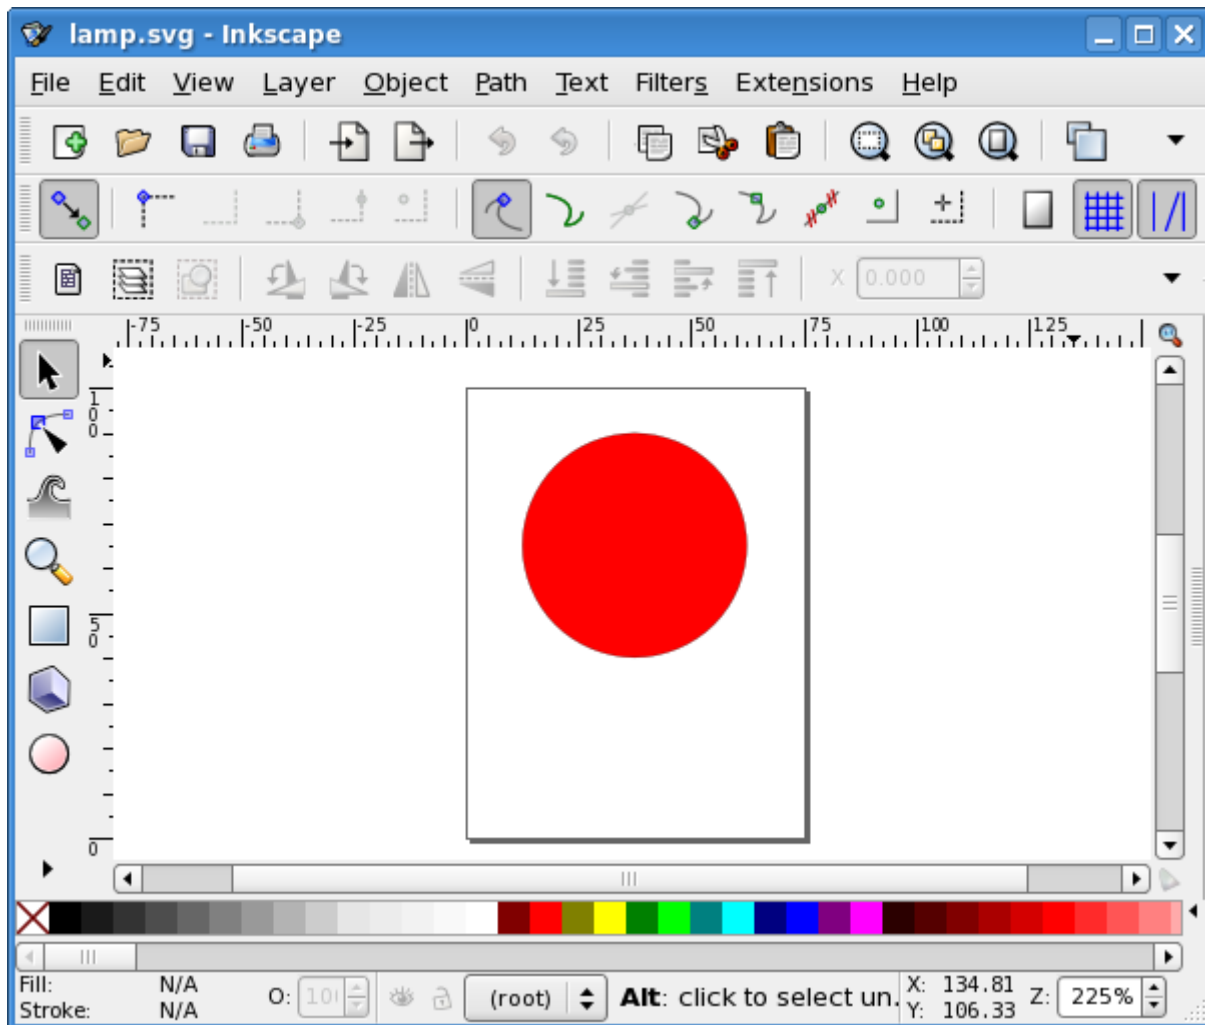 lamp.svg - Inkscape
File Edit View Layer Object Path Text Filters Extensions Help
X 0.000
-75 -50 -25 0 25 50 75 100 125
100
50
0
Fill: N/A
Stroke: N/A
O: 10
(root)
Alt: click to select un.
X: 134.81
Y: 106.33
Z: 225%